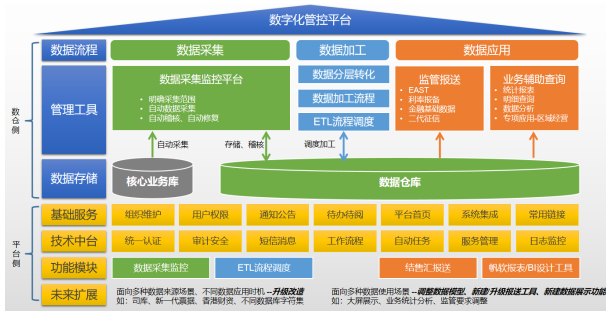 数字化管控平台
数据流程 数据采集 数据加工 数据应用
数仓侧
管理工具
数据采集监控平台
• 明确采集范围
• 自动数据采集
• 自动稽核、自动修复
数据分层转化
数据加工流程
ETL流程调度
监管报送
• EAST
• 利率报备
• 金融基础数据
• 二代征信
业务辅助查询
• 统计报表
• 明细查询
• 数据分析
• 专项应用-区域经营
自动采集 存储、稽核 调度加工
数据存储 核心业务库 数据仓库
平台侧
基础服务 组织维护 用户权限 通知公告 待办待阅 平台首页 系统集成 常用链接
技术中台 统一认证 审计安全 短信消息 工作流程 自动任务 服务管理 日志监控
功能模块 数据采集监控 ETL流程调度 结售汇报送 帆软报表/BI设计工具
未来扩展
面向多种数据来源场景、不同数据应用时机 --升级改造
如：司库、新一代赢据、香港财资、不同数据库字符集
面向多种数据使用场景 --调整数据模型、新建/升级报送工具、新建数据展示功能
如：大屏展示、业务统计分析、监管要求调整